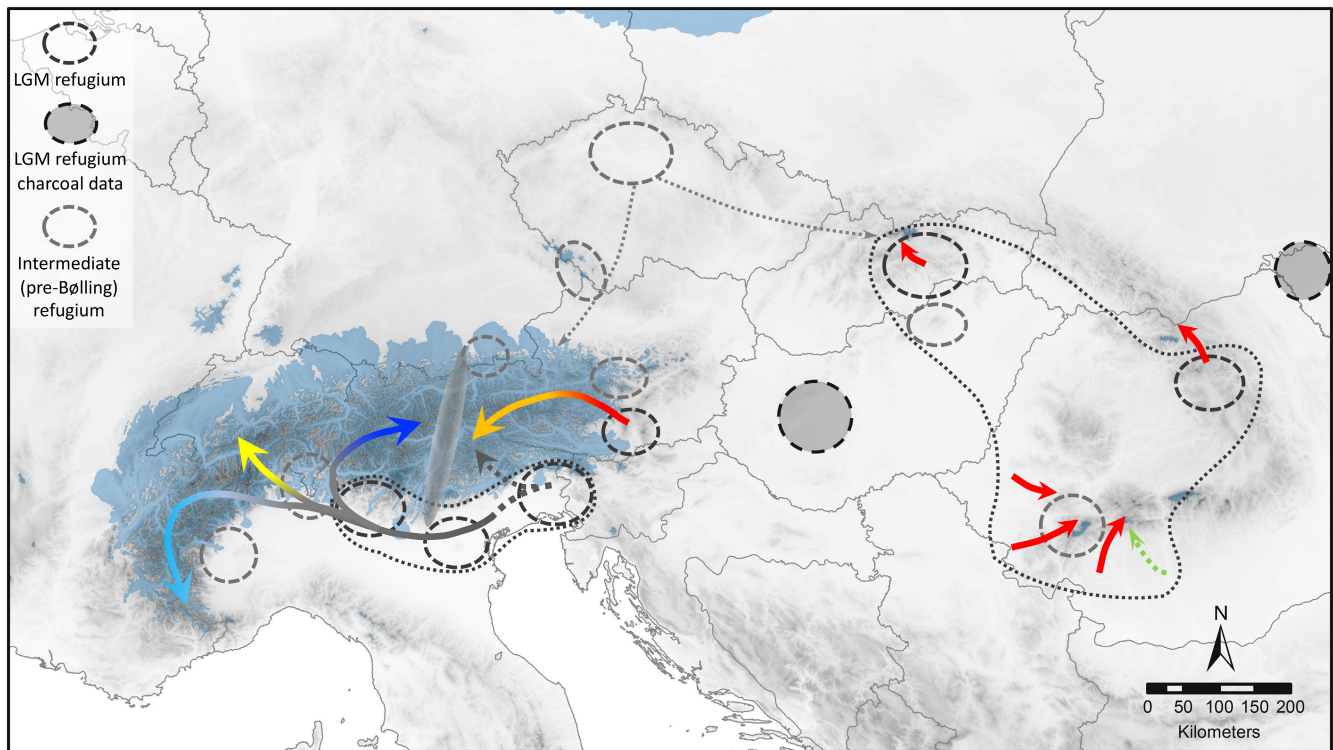 LGM refugium
LGM refugium
charcoal data
Intermediate
(pre-Bølling)
refugium
N
0 50 100 150 200
Kilometers